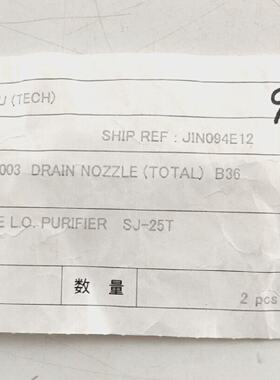 U (TECH)
SHIP REF : JIN094E12
003 DRAIN NOZZLE (TOTAL) B36
E L.O. PURIFIER SJ-25T
数量 2 pcs